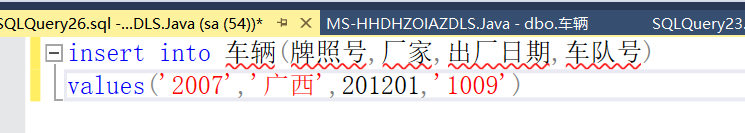 SQLQuery26.sql -...DLS.Java (sa (54))* MS-HHDHZOIAZDLS.Java - dbo.车辆 SQLQuery23.
insert into 车辆(牌照号,厂家,出厂日期,车队号)
values('2007','广西',201201,'1009')